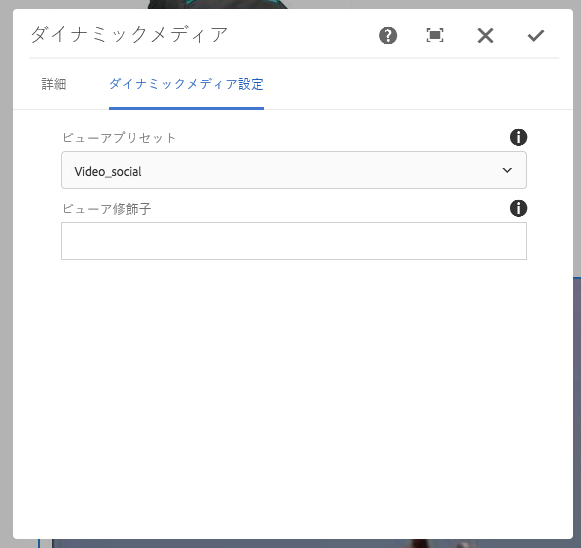 ダイナミックメディア
詳細
ダイナミックメディア設定
ビューアプリセット
Video_social
ビューア修飾子